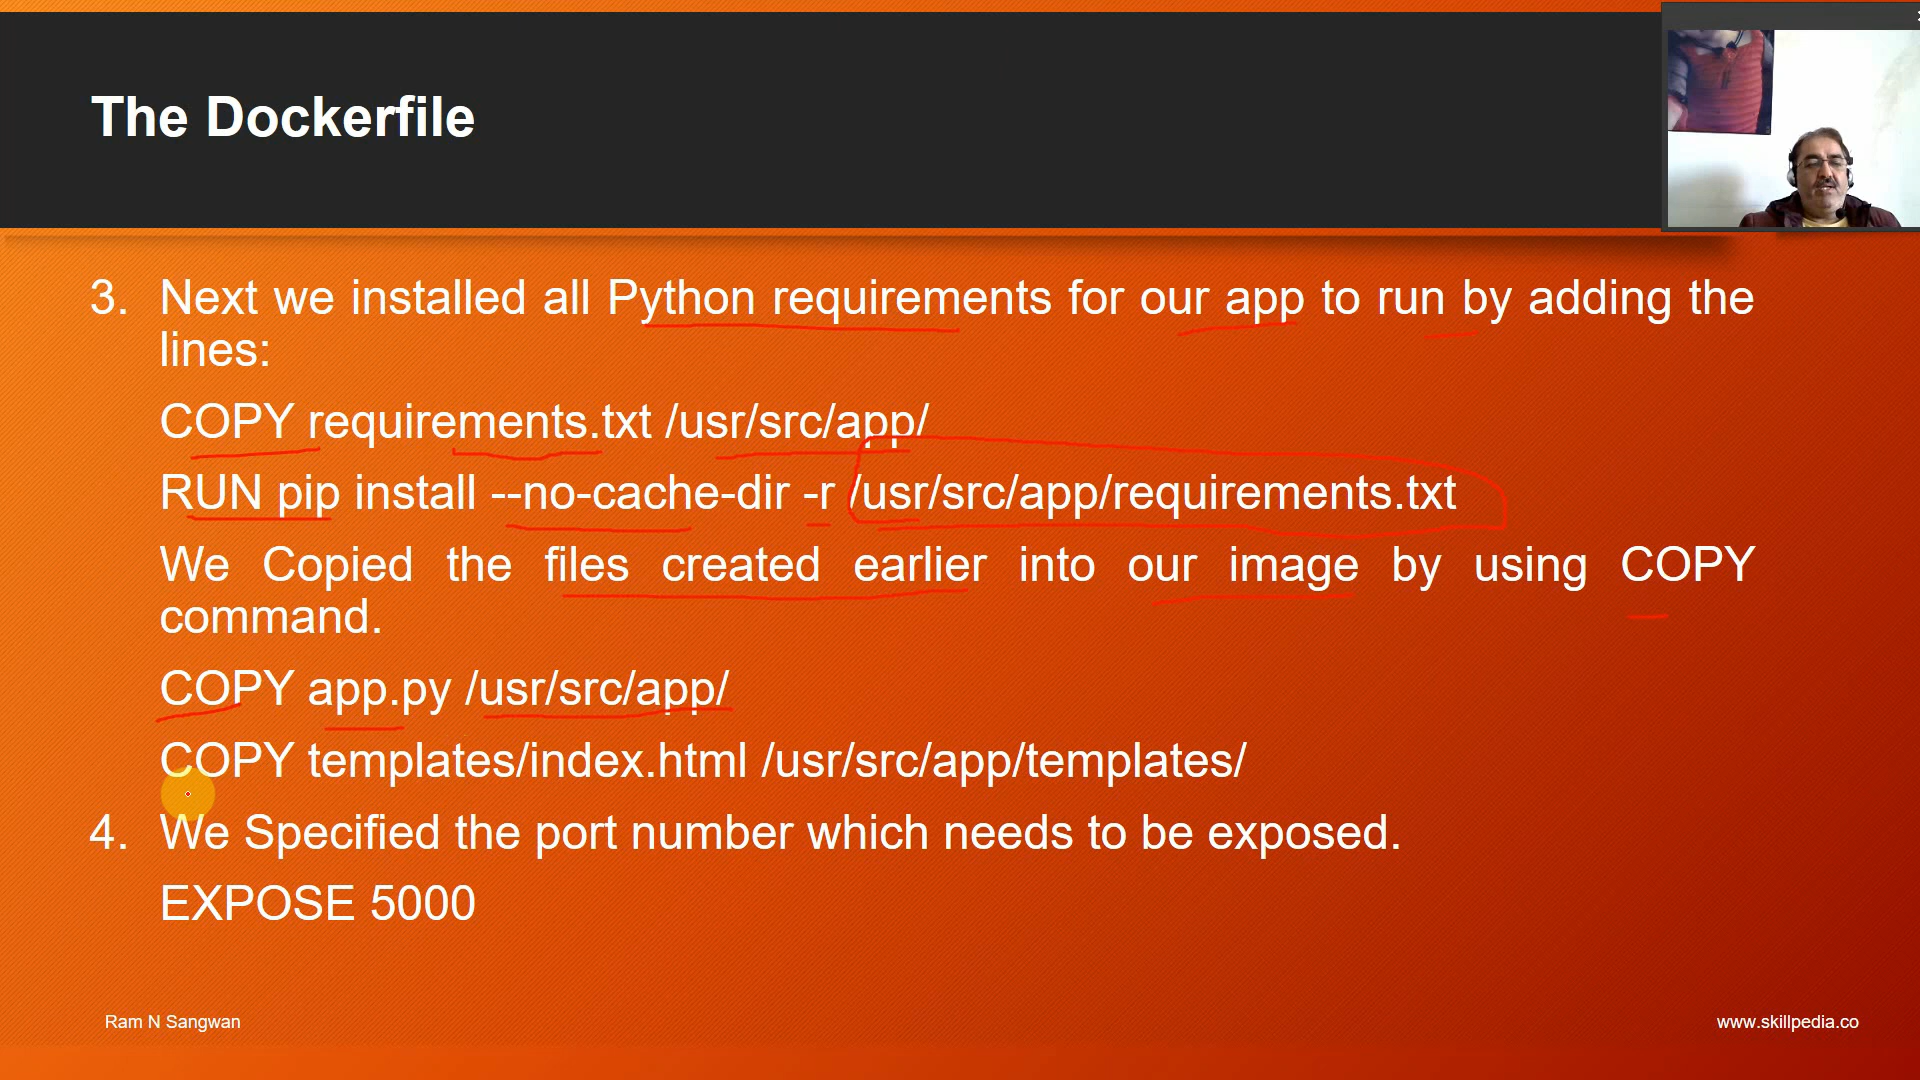 The Dockerfile
3. Next we installed all Python requirements for our app to run by adding the
lines:
COPY requirements.txt /usr/src/app/
RUN pip install --no-cache-dir -r /usr/src/app/requirements.txt
We Copied the files created earlier into our image by using COPY
command.
COPY app.py /usr/src/app/
COPY templates/index.html /usr/src/app/templates/
4. We Specified the port number which needs to be exposed.
EXPOSE 5000
Ram N Sangwan
www.skillpedia.co